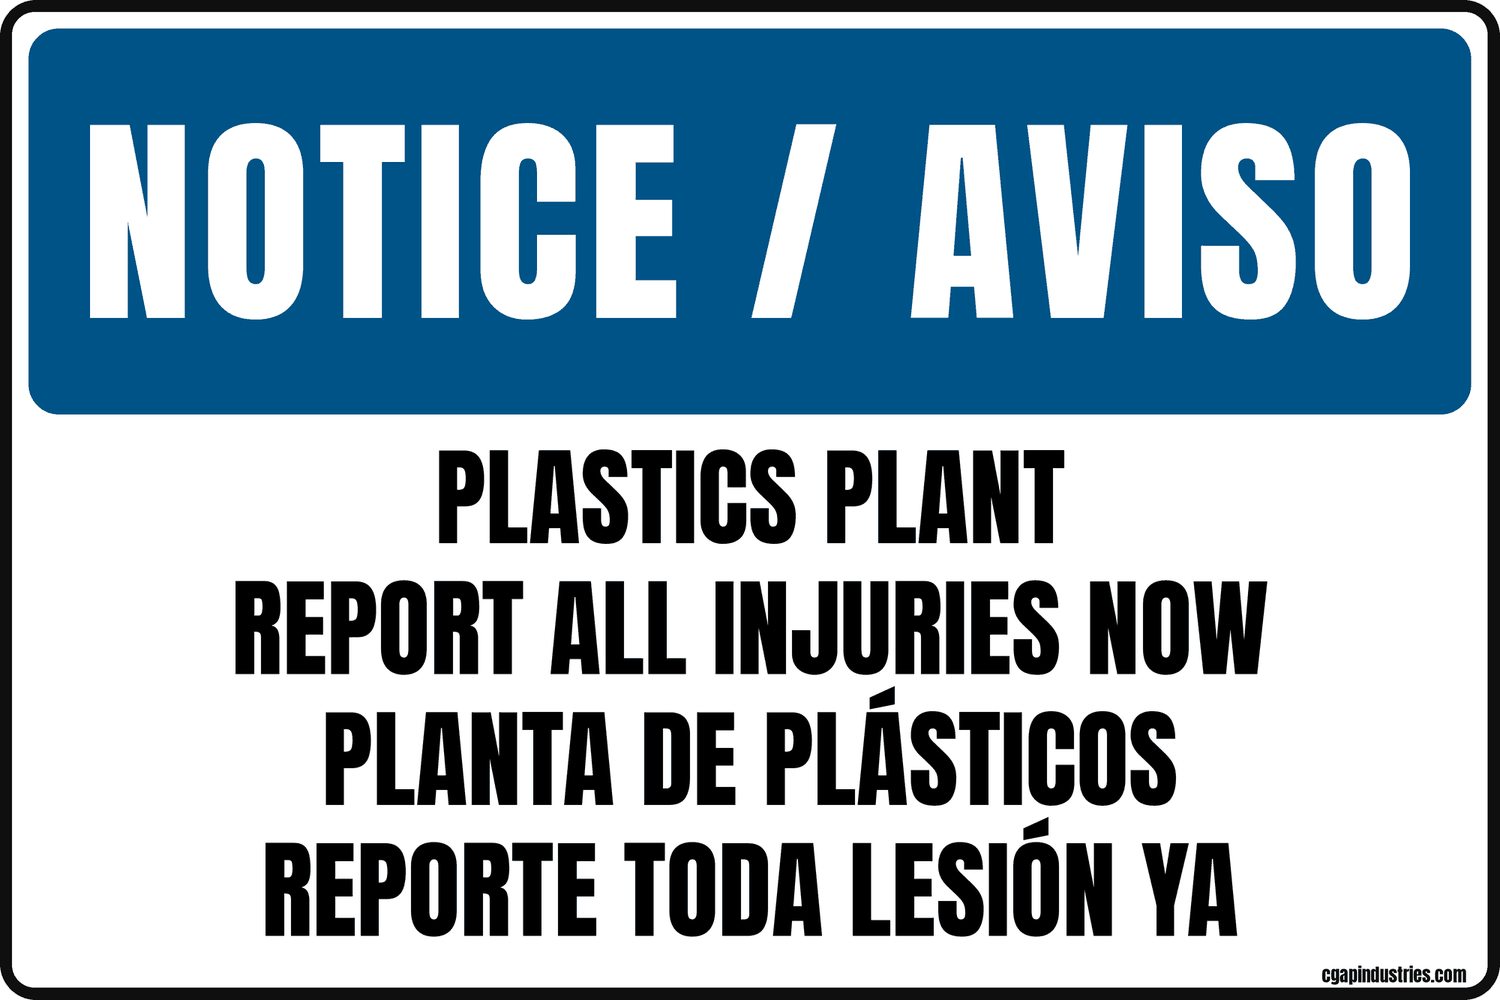 NOTICE / AVISO
PLASTICS PLANT
REPORT ALL INJURIES NOW
PLANTA DE PLÁSTICOS
REPORTE TODA LESIÓN YA
cgapindustries.com